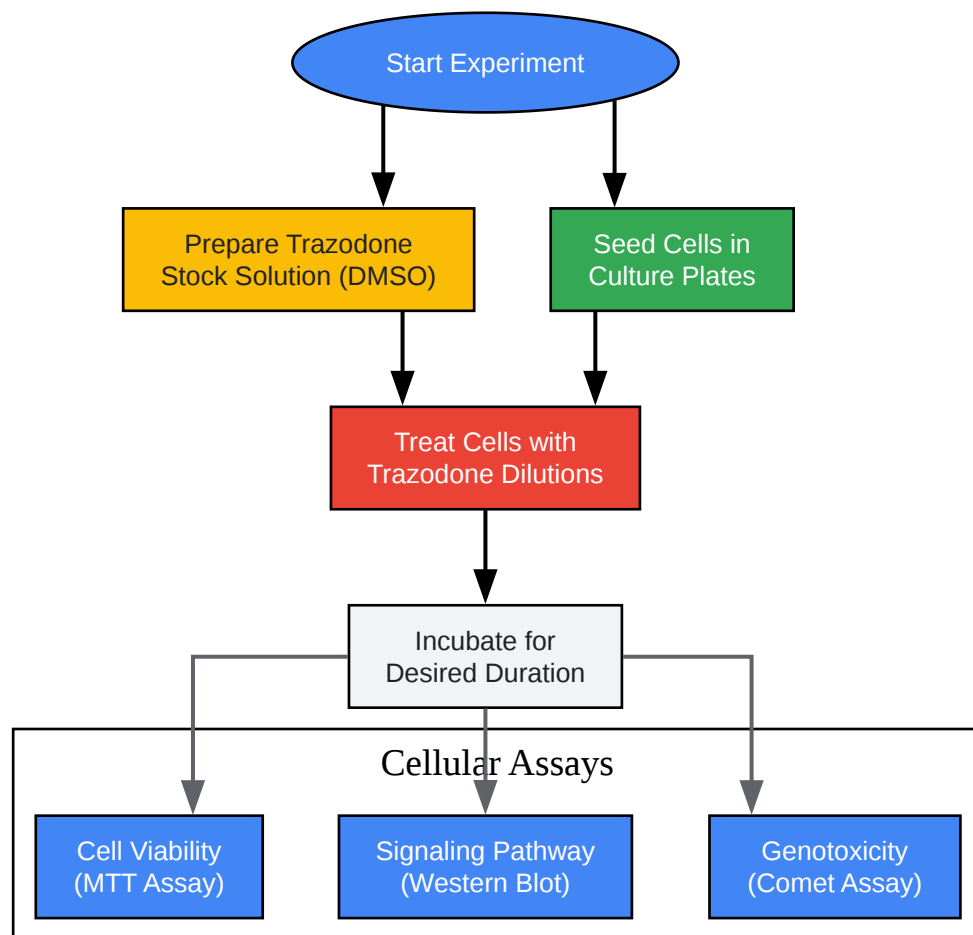 Start Experiment
Prepare Trazodone
Stock Solution (DMSO)
Seed Cells in
Culture Plates
Treat Cells with
Trazodone Dilutions
Incubate for
Desired Duration
Cellular Assays
Cell Viability
(MTT Assay)
Signaling Pathway
(Western Blot)
Genotoxicity
(Comet Assay)